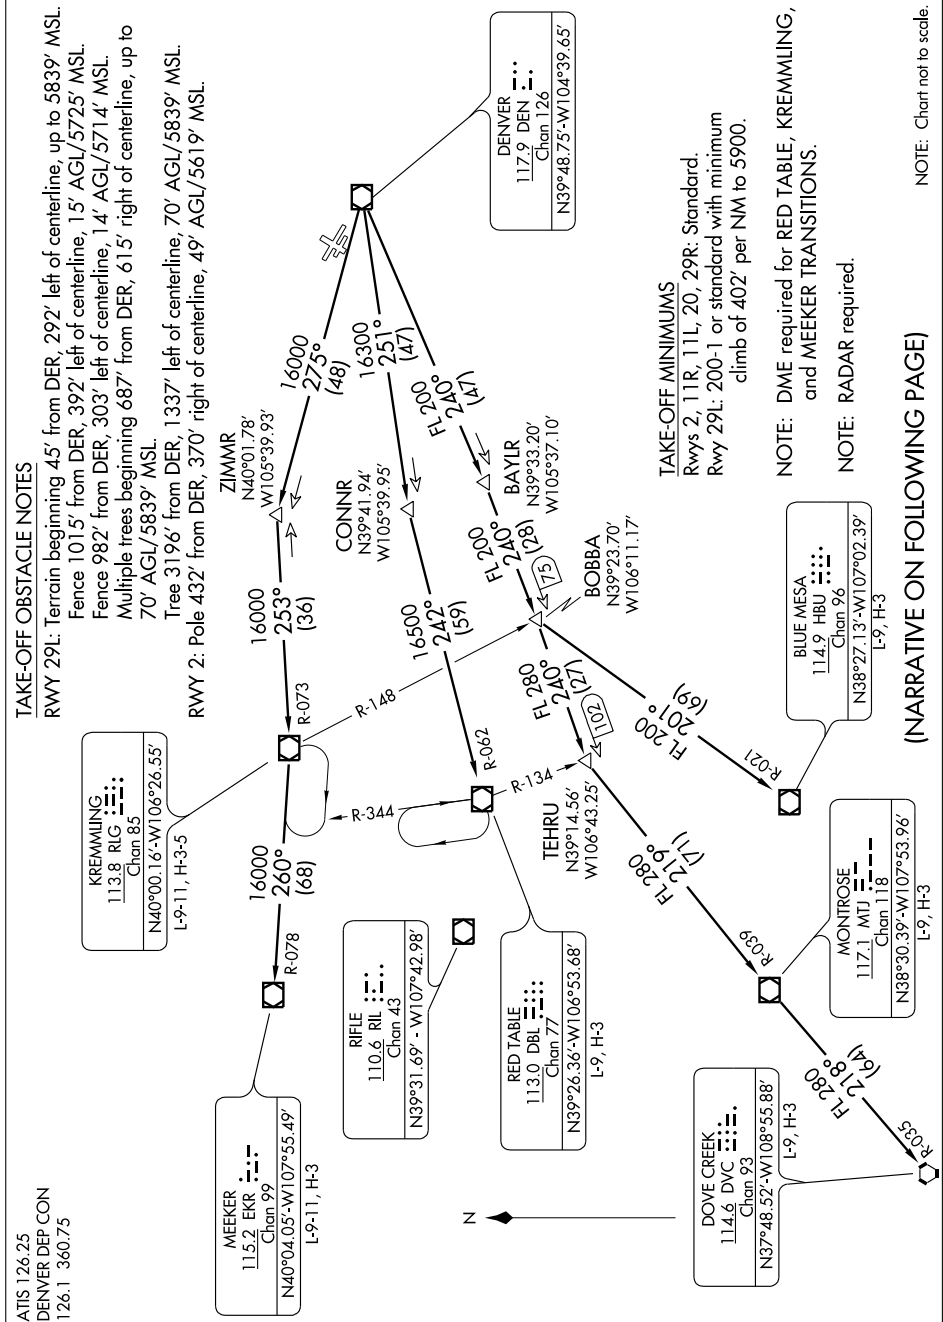 ATIS 126.25
DENVER DEP CON
126.1 360.75
TAKE-OFF OBSTACLE NOTES
RWY 29L: Terrain beginning 45' from DER, 292' left of centerline, up to 5839' MSL.
Fence 1015' from DER, 392' left of centerline, 15' AGL/5725' MSL.
Fence 982' from DER, 303' left of centerline, 14' AGL/5714' MSL.
Multiple trees beginning 687' from DER, 615' right of centerline, up to
70' AGL/5839' MSL.
Tree 3196' from DER, 1337' left of centerline, 70' AGL/5839' MSL.
RWY 2: Pole 432' from DER, 370' right of centerline, 49' AGL/5619' MSL.
MEEKER
115.2 EKR
Chan 99
N40°04.05'-W107°55.49'
L-9-11, H-3
KREMMLING
113.8 RLG
Chan 85
N40°00.16'-W106°26.55'
L-9-11, H-3-5
ZIMMR
N40°01.78'
W105°39.93'
R-078
16000
260°
(68)
R-073
16000
253°
(36)
16000
275°
(48)
RIFLE
110.6 RIL
Chan 43
N39°31.69' - W107°42.98'
R-344
R-148
CONNR
N39°41.94'
W105°39.95'
16300
251°
(47)
R-062
16500
242°
(59)
FL 200
240°
(47)
BAYLR
N39°33.20'
W105°37.10'
DENVER
117.9 DEN
Chan 126
N39°48.75'-W104°39.65'
RED TABLE
113.0 DBL
Chan 77
N39°26.36'-W106°53.68'
L-9, H-3
R-134
FL 200
240°
(28)
75
BOBBA
N39°23.70'
W106°11.17'
FL 280
240°
(27)
102
TEHRU
N39°14.56'
W106°43.25'
FL 200
201°
(69)
R-021
FL 280
219°
(71)
R-039
BLUE MESA
114.9 HBU
Chan 96
N38°27.13'-W107°02.39'
L-9, H-3
MONTROSE
117.1 MTJ
Chan 118
N38°30.39'-W107°53.96'
L-9, H-3
FL 280
218°
(64)
R-035
DOVE CREEK
114.6 DVC
Chan 93
N37°48.52'-W108°55.88'
L-9, H-3
N
TAKE-OFF MINIMUMS
Rwys 2, 11R, 11L, 20, 29R: Standard.
Rwy 29L: 200-1 or standard with minimum
climb of 402' per NM to 5900.
NOTE: DME required for RED TABLE, KREMMLING,
and MEEKER TRANSITIONS.
NOTE: RADAR required.
(NARRATIVE ON FOLLOWING PAGE)
NOTE: Chart not to scale.